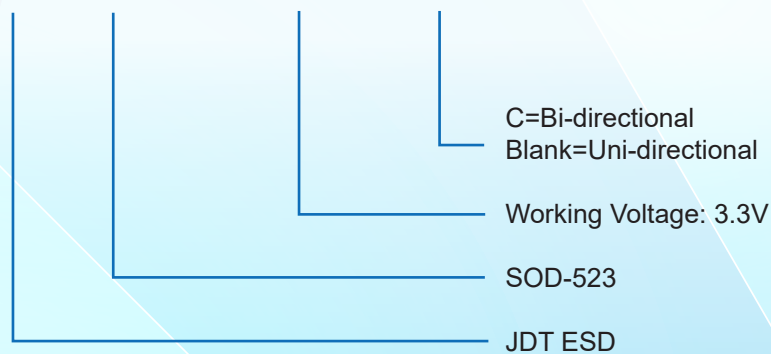 C=Bi-directional
Blank=Uni-directional
Working Voltage: 3.3V
SOD-523
JDT ESD